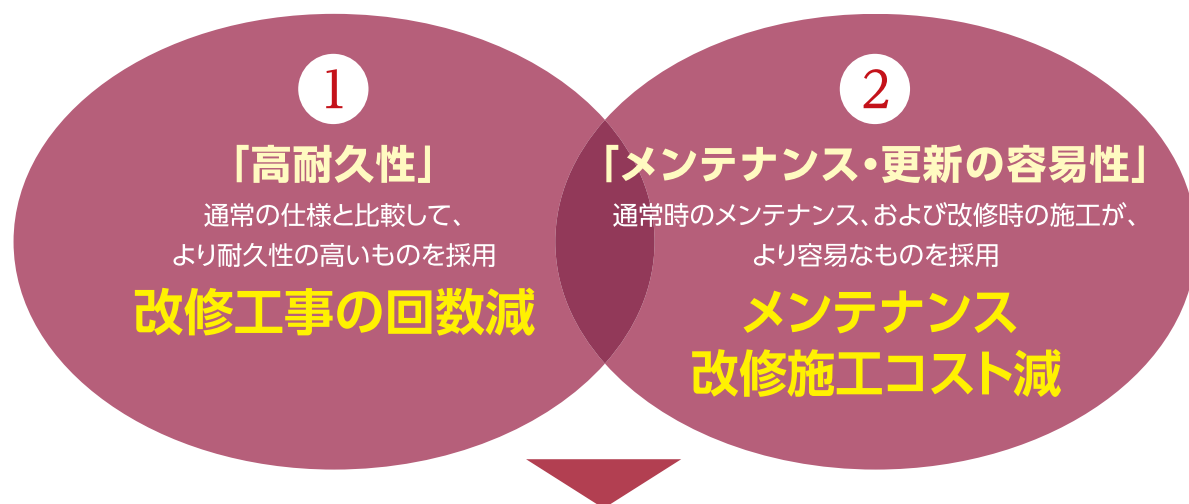 1
「高耐久性」
通常の仕様と比較して、
より耐久性の高いものを採用
改修工事の回数減
2
「メンテナンス・更新の容易性」
通常時のメンテナンス、および改修時の施工が、
より容易なものを採用
メンテナンス
改修施工コスト減